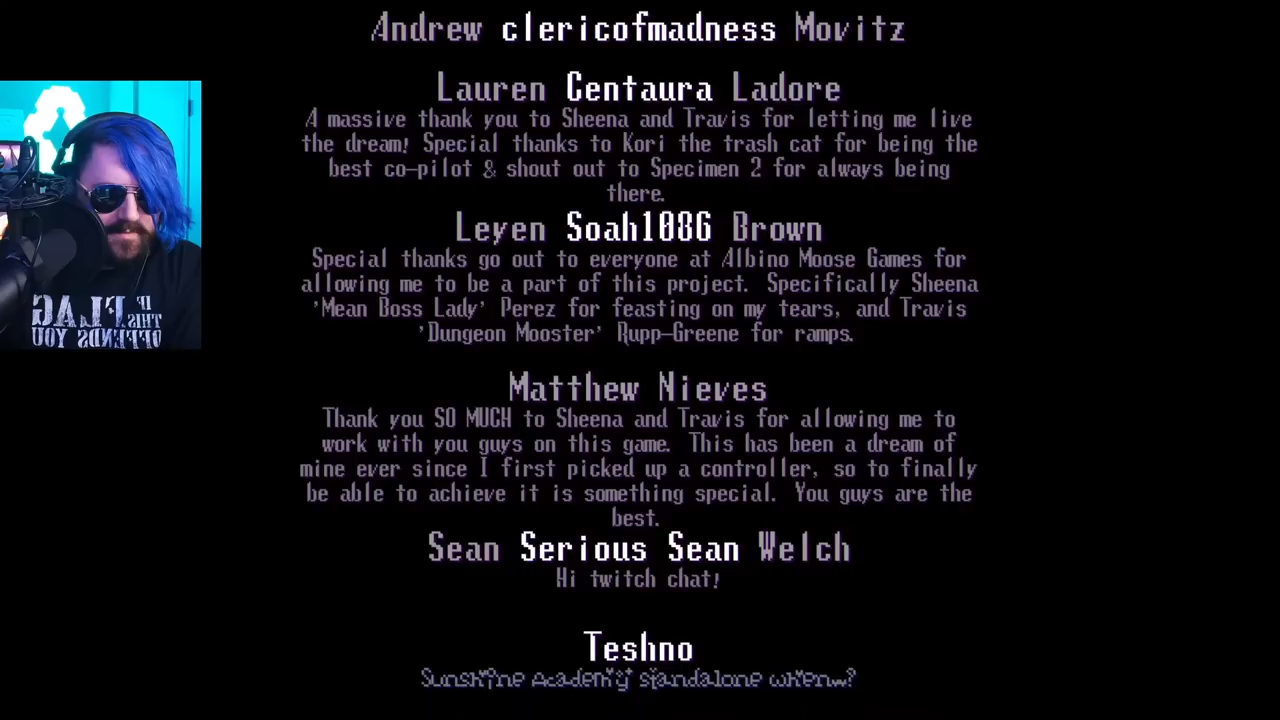 Andrew clericofmadness Movitz
Lauren Centaura Ladore
A massive thank you to Sheena and Travis for letting me live
the dream! Special thanks to Kori the trash cat for being the
best co-pilot & shout out to Specimen 2 for always being
there.
Leyen Soah1086 Brown
Special thanks go out to everyone at Albino Moose Games for
allowing me to be a part of this project. Specifically Sheena
'Mean Boss Lady' Perez for feasting on my tears, and Travis
'Dungeon Mooster' Rupp-Greene for ramps.
Matthew Nieves
Thank you SO MUCH to Sheena and Travis for allowing me to
work with you guys on this game. This has been a dream of
mine ever since I first picked up a controller, so to finally
be able to achieve it is something special. You guys are the
best.
Sean Serious Sean Welch
Hi twitch chat!
Teshno
Sunshine Academy standalone when?
IF
THIS FLAG
OFFENDS YOU